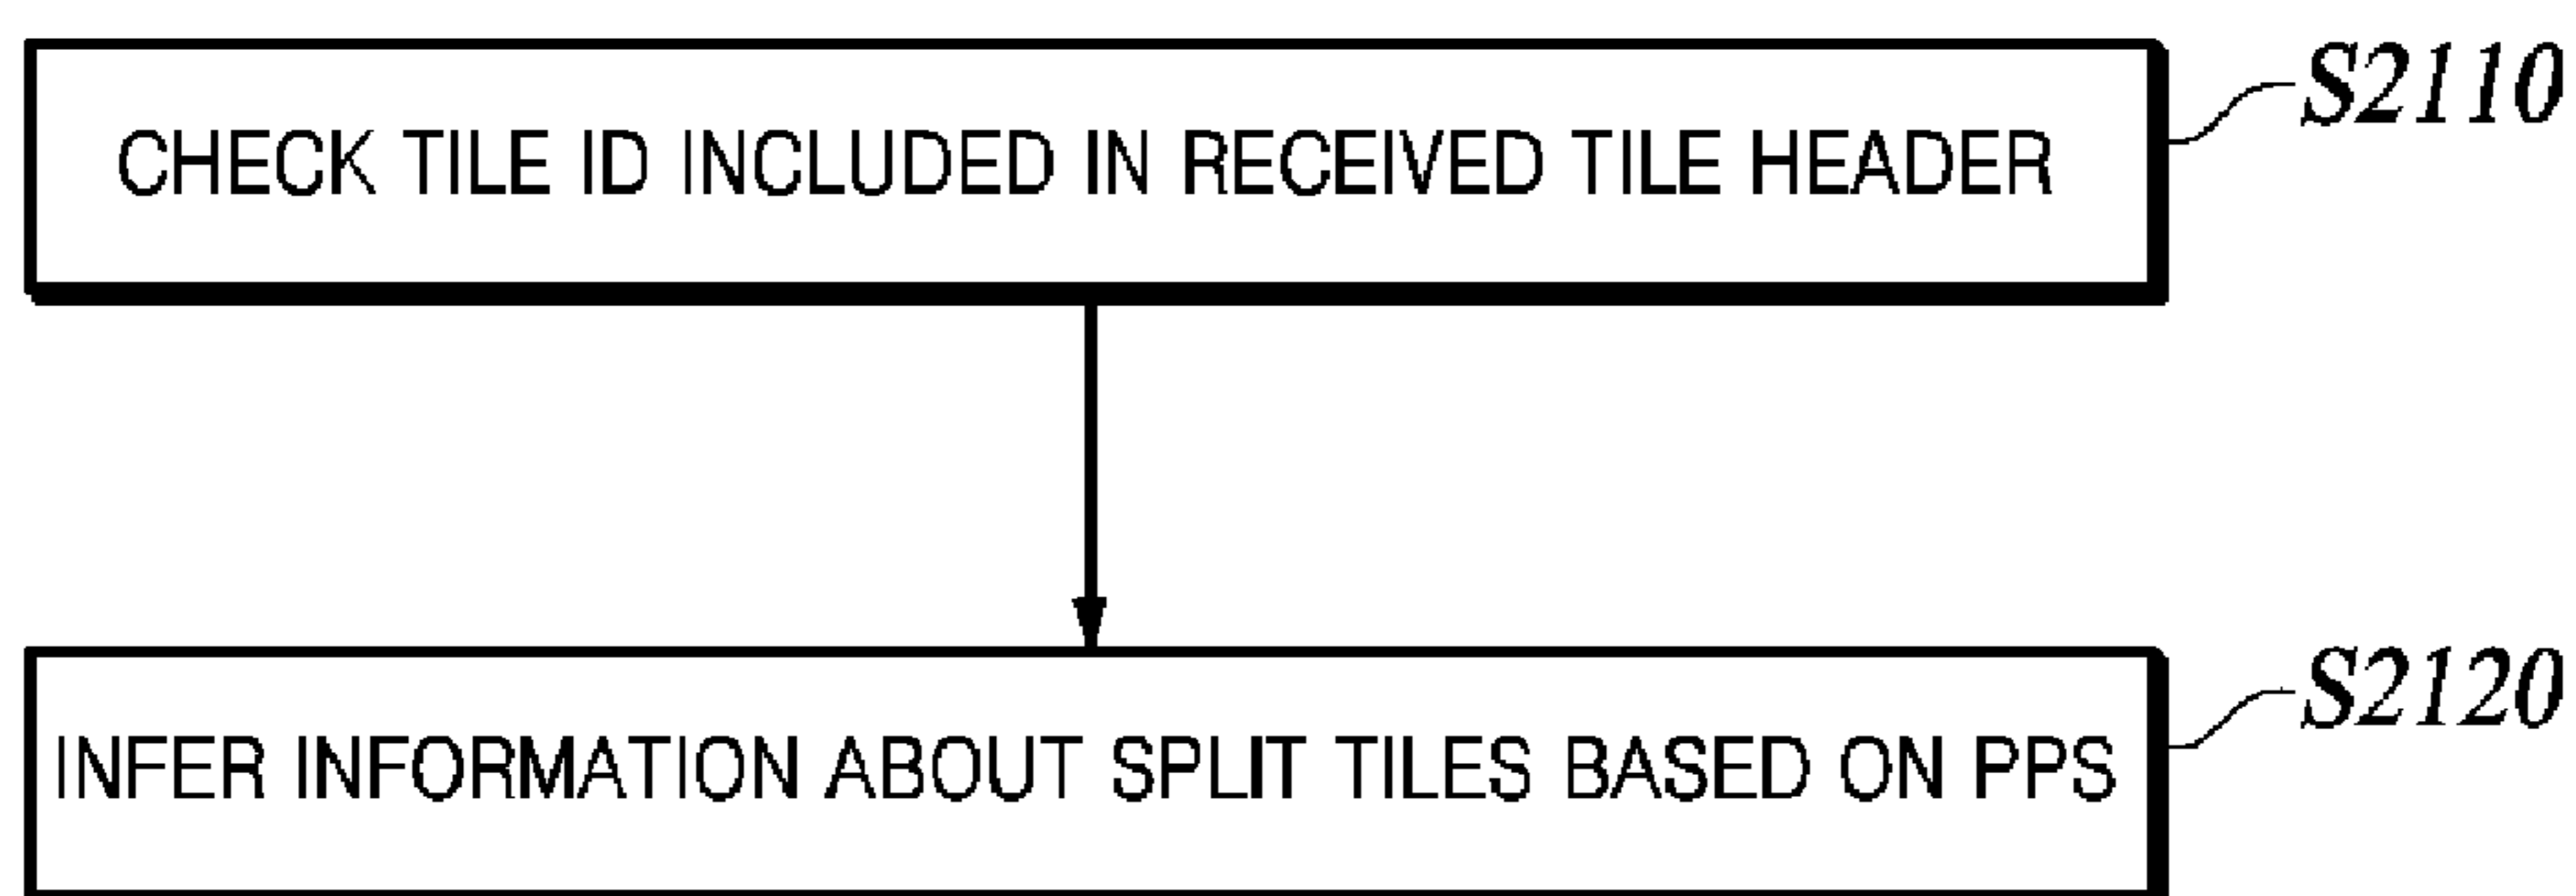 CHECK TILE ID INCLUDED IN RECEIVED TILE HEADER
S2110
INFER INFORMATION ABOUT SPLIT TILES BASED ON PPS
S2120